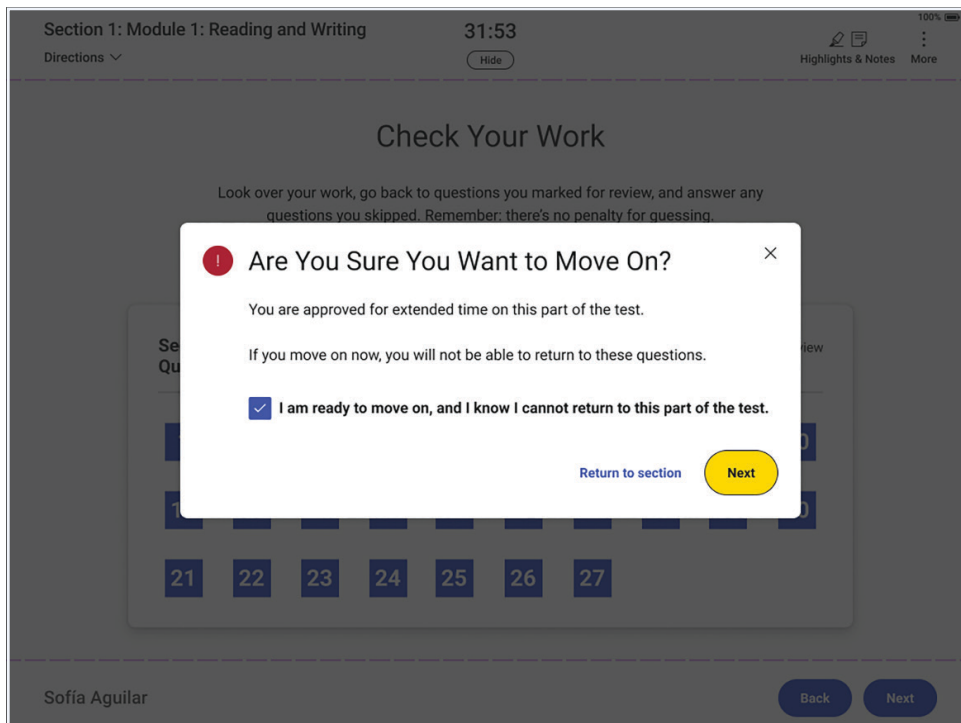 Section 1: Module 1: Reading and Writing
31:53
100%
Directions
Hide
Highlights & Notes
More
Check Your Work
Look over your work, go back to questions you marked for review, and answer any
questions you skipped. Remember: there's no penalty for guessing.
Are You Sure You Want to Move On?
You are approved for extended time on this part of the test.
If you move on now, you will not be able to return to these questions.
I am ready to move on, and I know I cannot return to this part of the test.
Return to section
Next
21 22 23 24 25 26 27
Sofía Aguilar
Back
Next